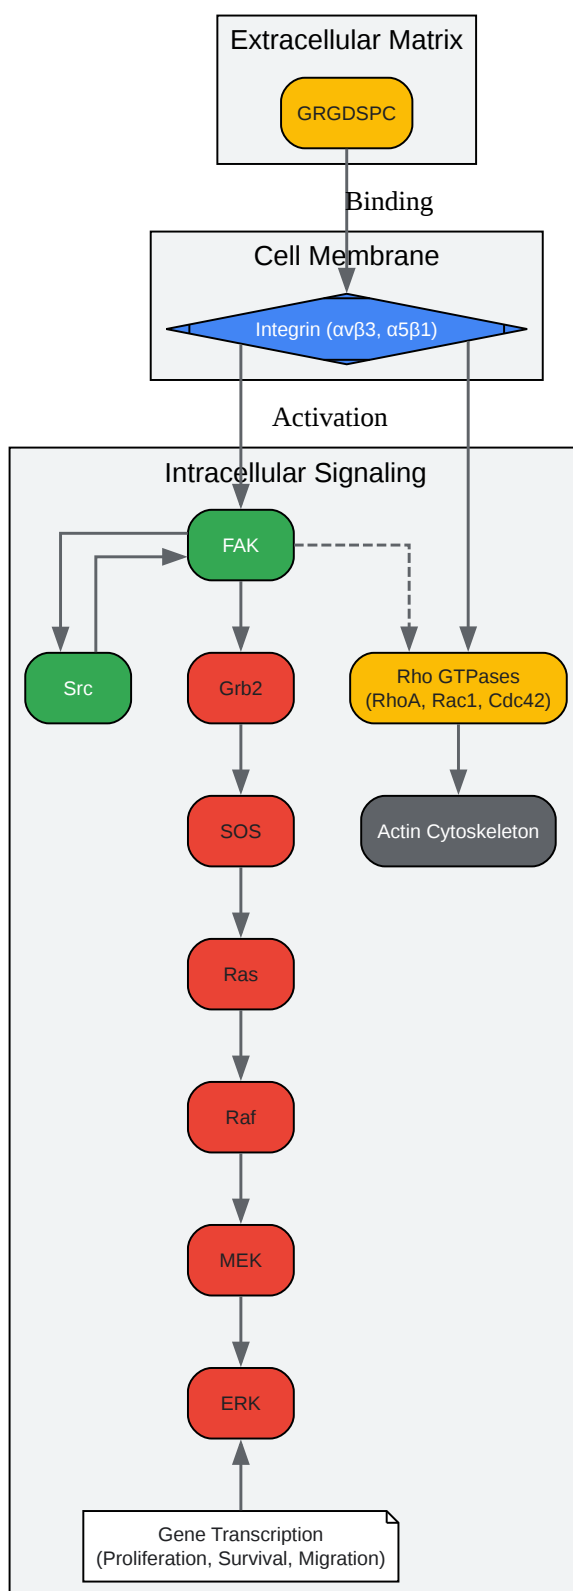 Extracellular Matrix
GRGDSPC
Binding
Cell Membrane
Integrin (αvβ3, α5β1)
Activation
Intracellular Signaling
FAK
Src
Grb2
Rho GTPases
(RhoA, Rac1, Cdc42)
SOS
Actin Cytoskeleton
Ras
Raf
MEK
ERK
Gene Transcription
(Proliferation, Survival, Migration)